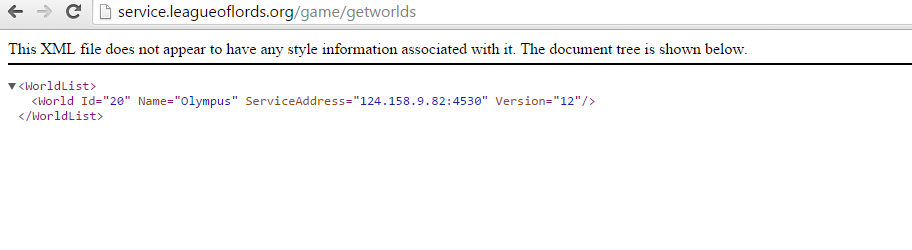 service.leagueoflords.org/game/getworlds
This XML file does not appear to have any style information associated with it. The document tree is shown below.
▼<WorldList>
<World Id="20" Name="Olympus" ServiceAddress="124.158.9.82:4530" Version="12"/>
</WorldList>